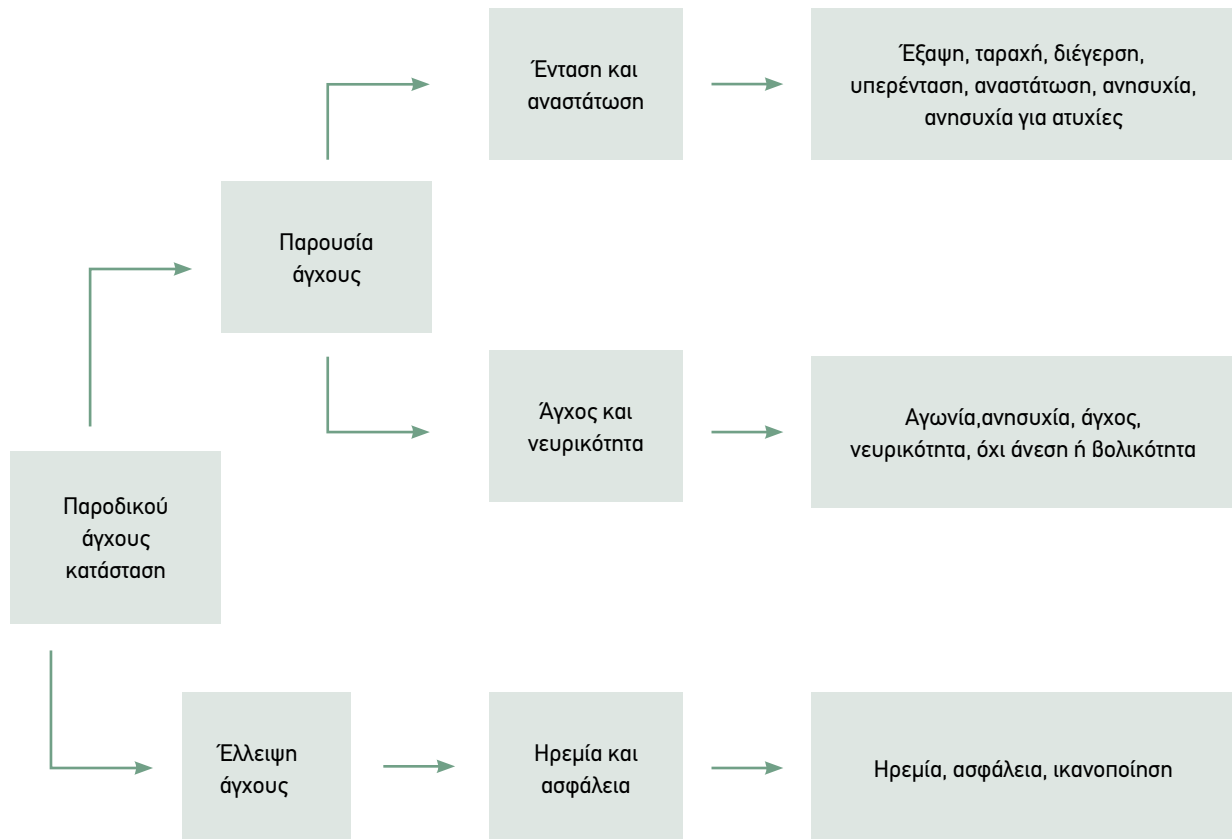 Ένταση και
αναστάτωση
Έξαψη, ταραχή, διέγερση,
υπερένταση, αναστάτωση, ανησυχία,
ανησυχία για ατυχίες
Παρουσία
άγχους
Άγχος και
νευρικότητα
Αγωνία,ανησυχία, άγχος,
νευρικότητα, όχι άνεση ή βολικότητα
Παροδικού
άγχους
κατάσταση
Έλλειψη
άγχους
Ηρεμία και
ασφάλεια
Ηρεμία, ασφάλεια, ικανοποίηση